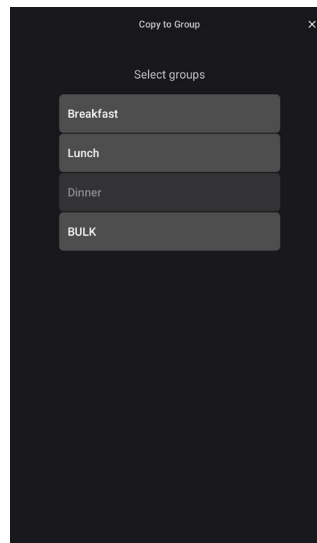 Copy to Group
Select groups
Breakfast
Lunch
Dinner
BULK